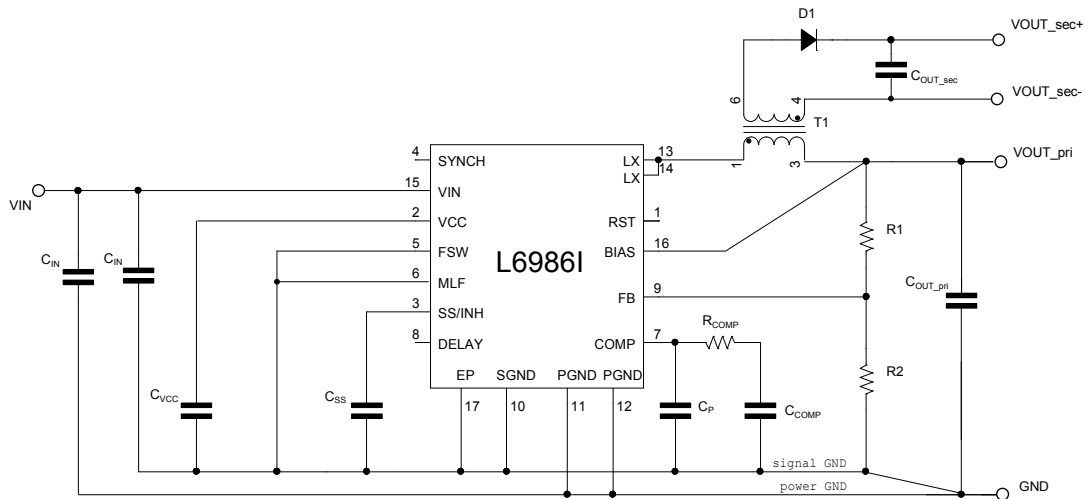 D1
VOUT_sec+
COUT_sec
6
4
VOUT_sec-
T1
1
3
VOUT_pri
4
SYNCH
LX
13
LX
14
VIN
15
VIN
2
VCC
RST
1
5
FSW
BIAS
16
R1
CIN
CIN
L6986I
6
MLF
FB
9
COUT_pri
3
SS/INH
8
DELAY
COMP
7
RCOMP
EP
SGND
PGND
PGND
R2
17
10
11
12
CVCC
CSS
CP
CCOMP
signal GND
power GND
GND